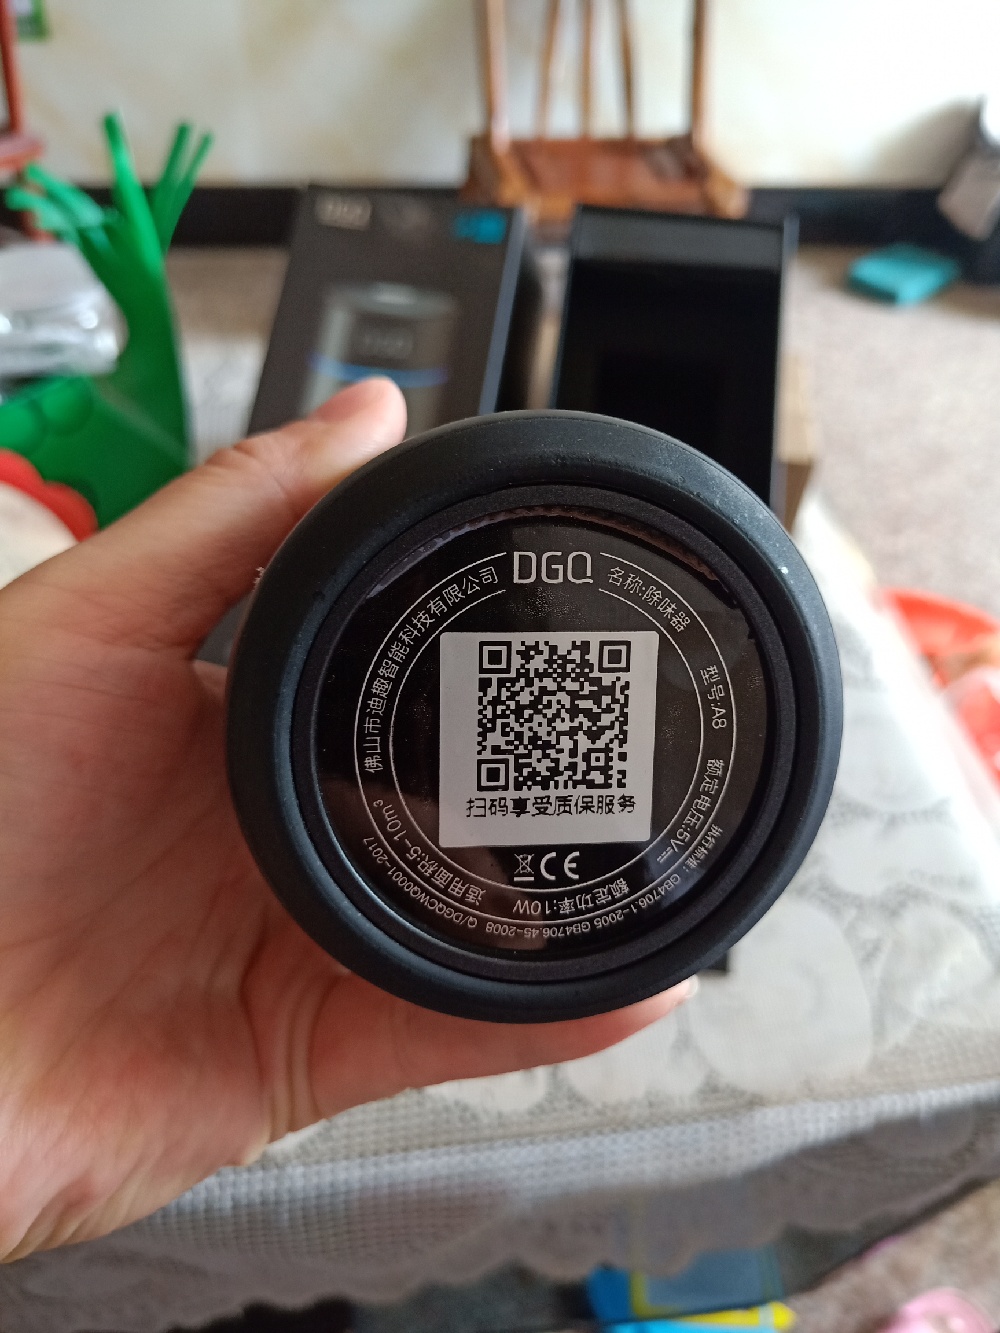 DGQ
DGQ
DGQ
名称:除味器
型号:A8
额定电压:5V⎓
额定功率:10W
适用面积:5-10m³
佛山市迪趣智能科技有限公司
执行标准: GB4706.1-2005 GB4706.45-2008 Q/DGQCWQ0001-2017
扫码享受质保服务
CE